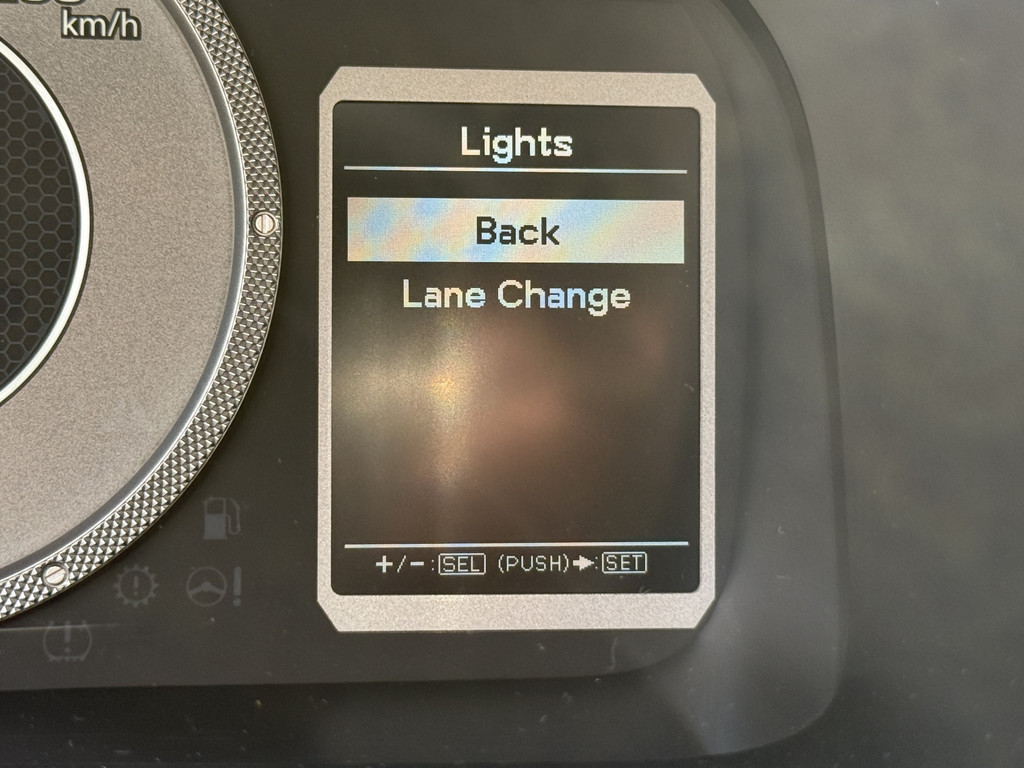 km/h
Lights
Back
Lane Change
+/-:SEL (PUSH)➡:SET